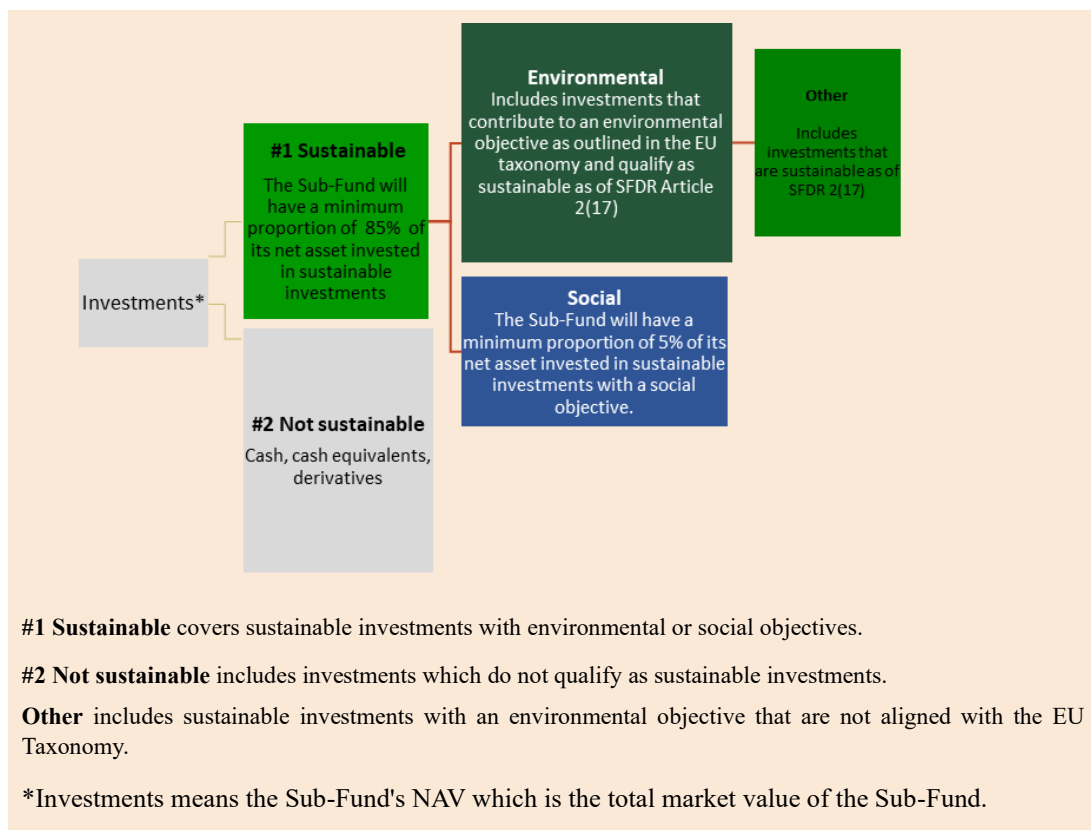 Investments*
#1 Sustainable
The Sub-Fund will
have a minimum
proportion of 85% of
its net asset invested
in sustainable
investments
#2 Not sustainable
Cash, cash equivalents,
derivatives
Environmental
Includes investments that
contribute to an environmental
objective as outlined in the EU
taxonomy and qualify as
sustainable as of SFDR Article
2(17)
Social
The Sub-Fund will have a
minimum proportion of 5% of its
net asset invested in sustainable
investments with a social
objective.
Other
Includes
investments that
are sustainable as of
SFDR 2(17)
#1 Sustainable covers sustainable investments with environmental or social objectives.
#2 Not sustainable includes investments which do not qualify as sustainable investments.
Other includes sustainable investments with an environmental objective that are not aligned with the EU
Taxonomy.
*Investments means the Sub-Fund's NAV which is the total market value of the Sub-Fund.